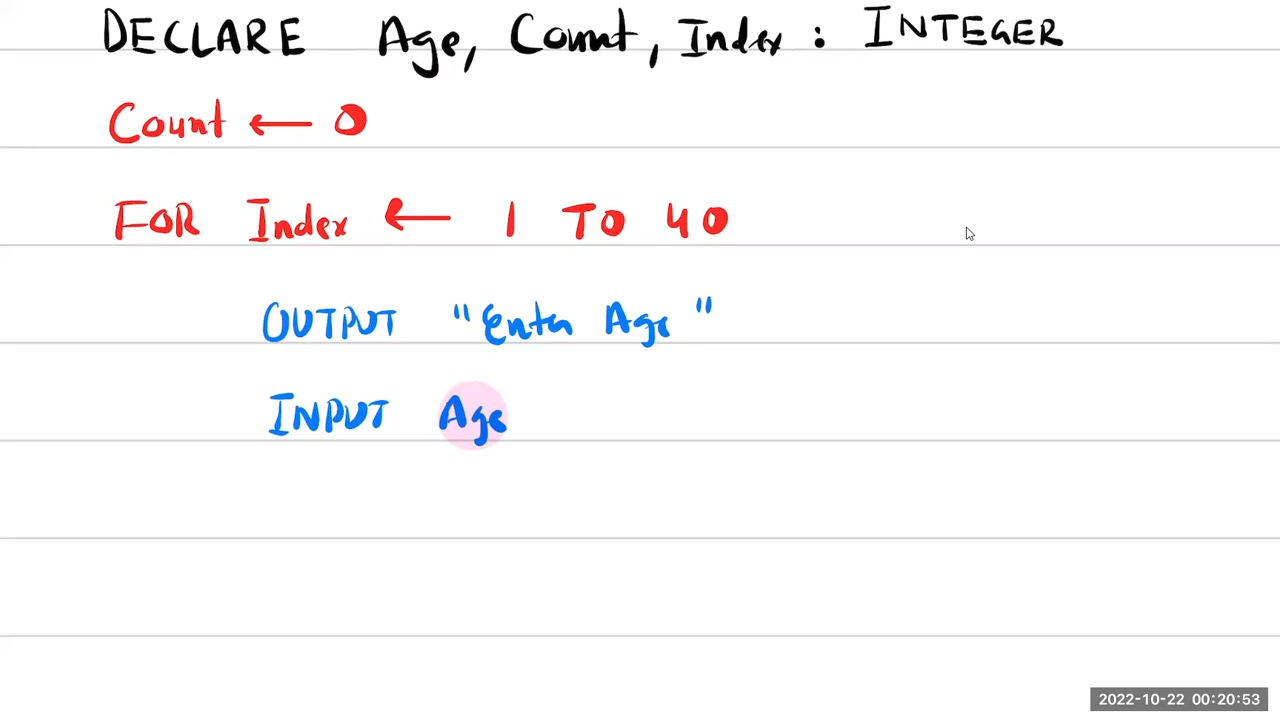 DECLARE Age, Count, Index : INTEGER
Count ← 0
FOR Index ← 1 TO 40
OUTPUT "Enter Age"
INPUT Age
2022-10-22 00:20:53